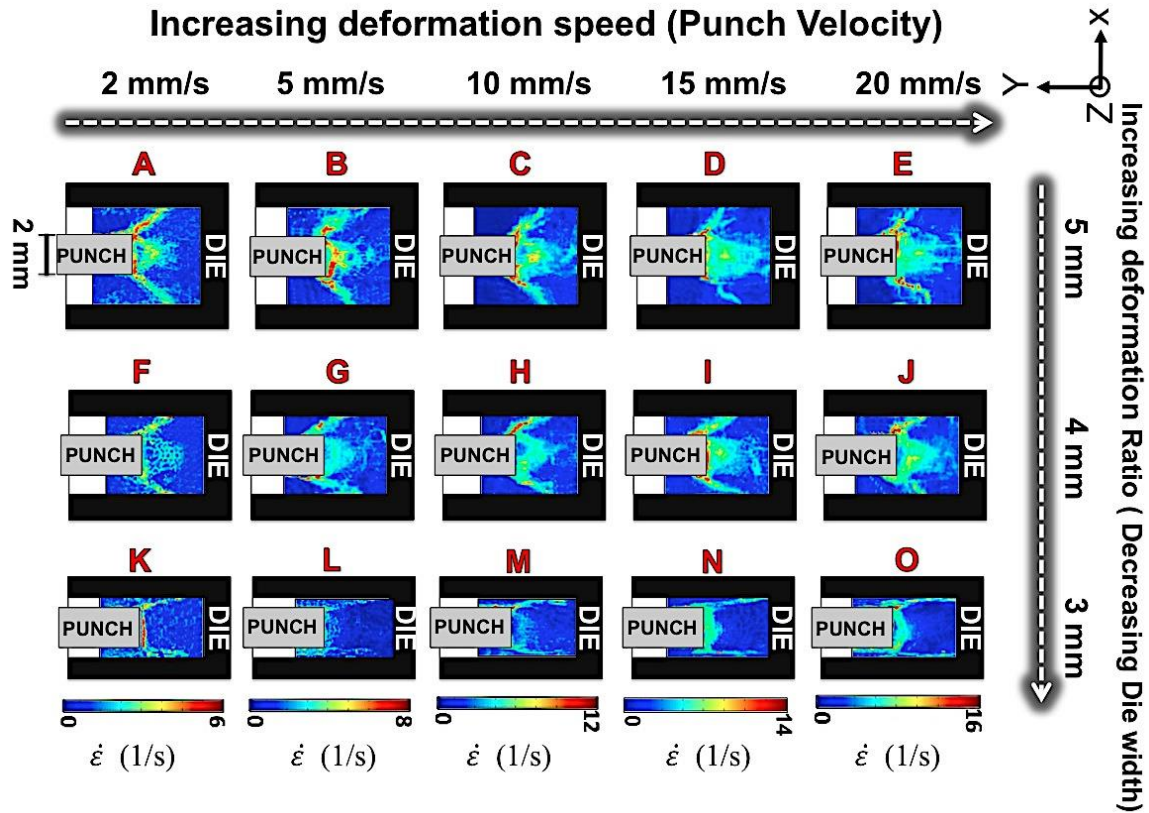 Increasing deformation speed (Punch Velocity)
2 mm/s 5 mm/s 10 mm/s 15 mm/s 20 mm/s
X
Y
Z
Increasing deformation Ratio ( Decreasing Die width)
A B C D E
PUNCH DIE PUNCH DIE PUNCH DIE PUNCH DIE PUNCH DIE
2 mm
5 mm
F G H I J
PUNCH DIE PUNCH DIE PUNCH DIE PUNCH DIE PUNCH DIE
4 mm
K L M N O
PUNCH DIE PUNCH DIE PUNCH DIE PUNCH DIE PUNCH DIE
3 mm
0 6 0 8 0 12 0 14 0 16
ε̇ (1/s) ε̇ (1/s) ε̇ (1/s) ε̇ (1/s) ε̇ (1/s)